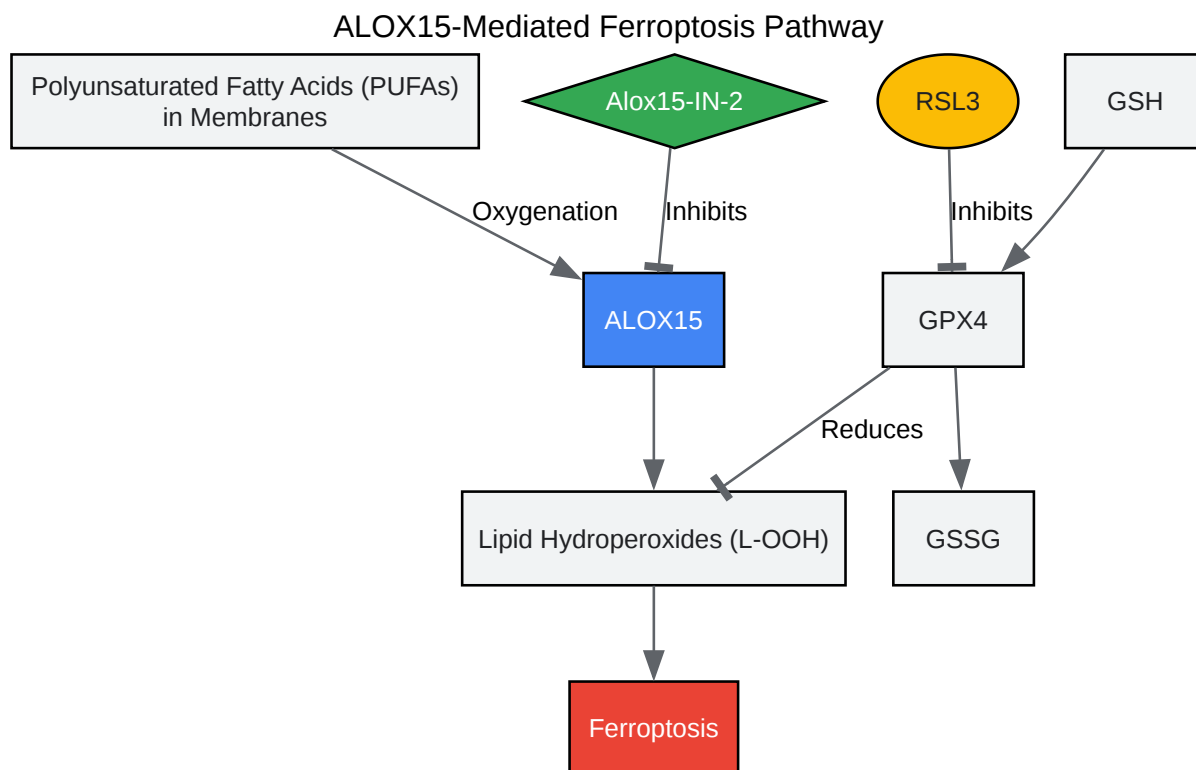 ALOX15-Mediated Ferroptosis Pathway
Polyunsaturated Fatty Acids (PUFAs)
in Membranes
Alox15-IN-2
RSL3
GSH
Oxygenation
Inhibits
Inhibits
ALOX15
GPX4
Reduces
Lipid Hydroperoxides (L-OOH)
GSSG
Ferroptosis